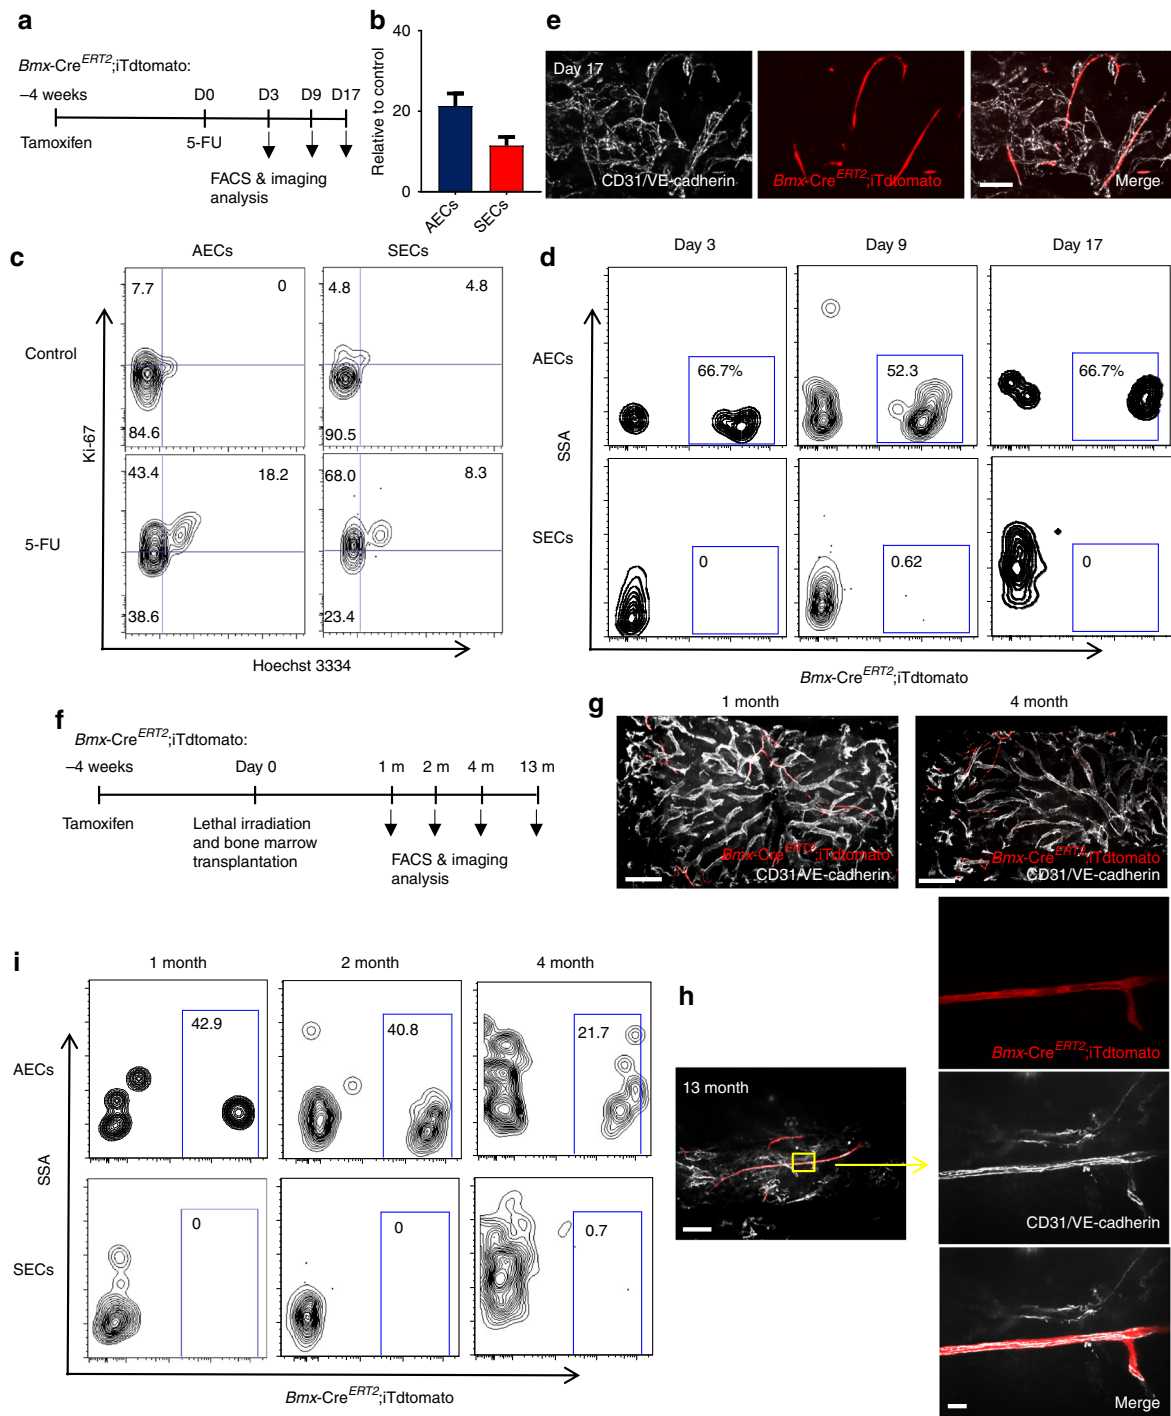 a
Bmx-CreERT2;iTdtomato:
–4 weeks
D0
D3
D9
D17
Tamoxifen
5-FU
FACS & imaging
analysis
b
Relative to control
40
20
0
AECs
SECs
e
Day 17
CD31/VE-cadherin
Bmx-CreERT2;iTdtomato
Merge
c
AECs
SECs
Control
5-FU
Ki-67
7.7
0
84.6
4.8
4.8
90.5
43.4
18.2
38.6
68.0
8.3
23.4
Hoechst 3334
d
Day 3
Day 9
Day 17
AECs
SECs
SSA
66.7%
52.3
66.7%
0
0.62
0
Bmx-CreERT2;iTdtomato
f
Bmx-CreERT2;iTdtomato:
–4 weeks
Day 0
1 m
2 m
4 m
13 m
Tamoxifen
Lethal irradiation
and bone marrow
transplantation
FACS & imaging
analysis
g
1 month
4 month
Bmx-CreERT2;iTdtomato
CD31/VE-cadherin
Bmx-CreERT2;iTdtomato
CD31/VE-cadherin
i
1 month
2 month
4 month
AECs
SECs
SSA
42.9
40.8
21.7
0
0
0.7
Bmx-CreERT2;iTdtomato
h
13 month
Bmx-CreERT2;iTdtomato
CD31/VE-cadherin
Merge